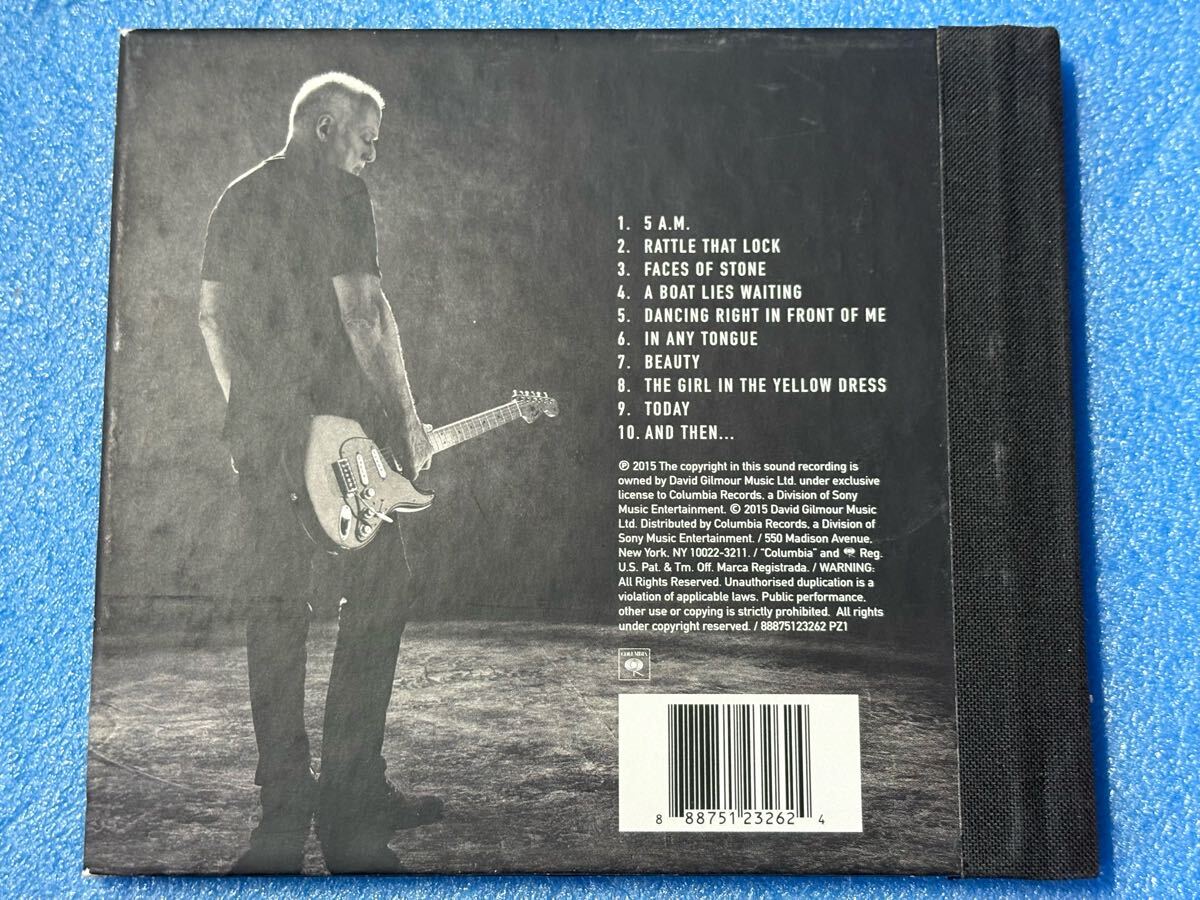 1. 5 A.M.
2. RATTLE THAT LOCK
3. FACES OF STONE
4. A BOAT LIES WAITING
5. DANCING RIGHT IN FRONT OF ME
6. IN ANY TONGUE
7. BEAUTY
8. THE GIRL IN THE YELLOW DRESS
9. TODAY
10. AND THEN...
℗ 2015 The copyright in this sound recording is
owned by David Gilmour Music Ltd. under exclusive
license to Columbia Records, a Division of Sony
Music Entertainment. © 2015 David Gilmour Music
Ltd. Distributed by Columbia Records, a Division of
Sony Music Entertainment. / 550 Madison Avenue,
New York, NY 10022-3211. / "Columbia" and Reg.
U.S. Pat. & Tm. Off. Marca Registrada. / WARNING:
All Rights Reserved. Unauthorised duplication is a
violation of applicable laws. Public performance,
other use or copying is strictly prohibited. All rights
under copyright reserved. / 88875123262 PZ1
COLUMBIA
8 88751 23262 4